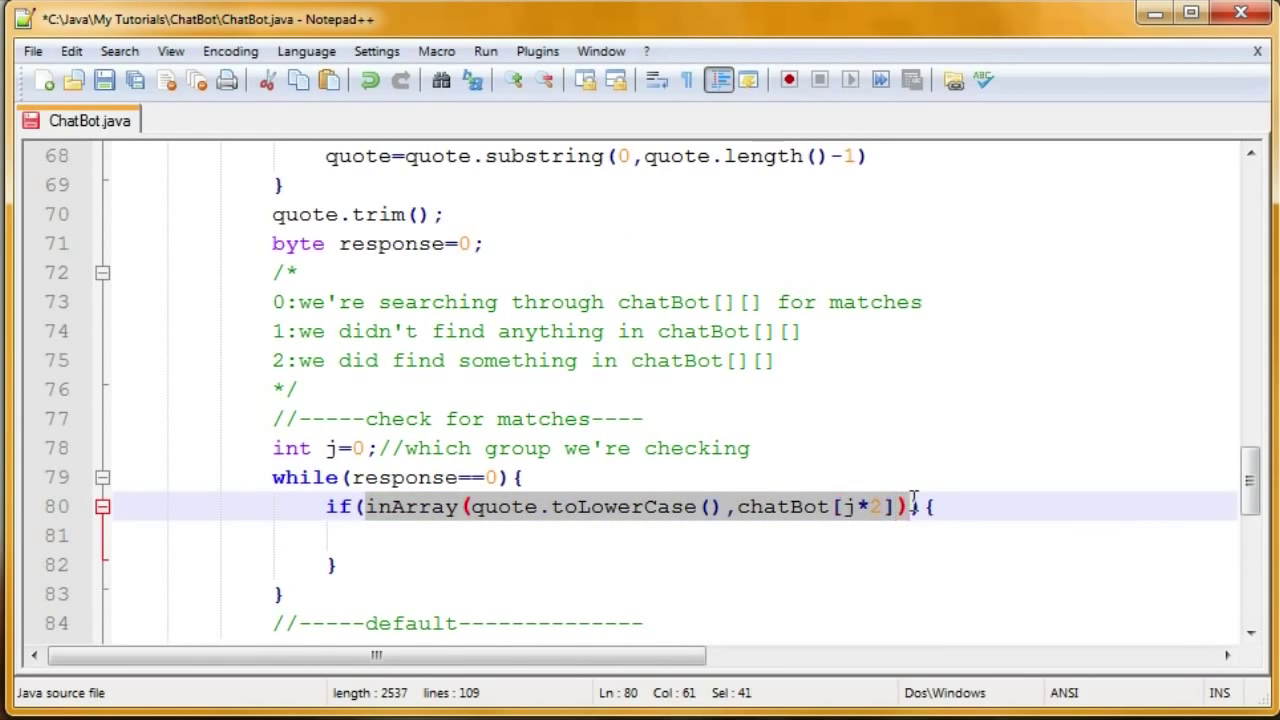 *C:\Java\My Tutorials\ChatBot\ChatBot.java - Notepad++
File Edit Search View Encoding Language Settings Macro Run Plugins Window ? X
ChatBot.java
68 quote=quote.substring(0,quote.length()-1)
69 }
70 quote.trim();
71 byte response=0;
72 /*
73 0:we're searching through chatBot[][] for matches
74 1:we didn't find anything in chatBot[][]
75 2:we did find something in chatBot[][]
76 */
77 //-----check for matches----
78 int j=0;//which group we're checking
79 while(response==0){
80 if(inArray(quote.toLowerCase(),chatBot[j*2])){
81
82 }
83 }
84 //-----default--------------
Java source file length : 2537 lines : 109 Ln : 80 Col : 61 Sel : 41 Dos\Windows ANSI INS